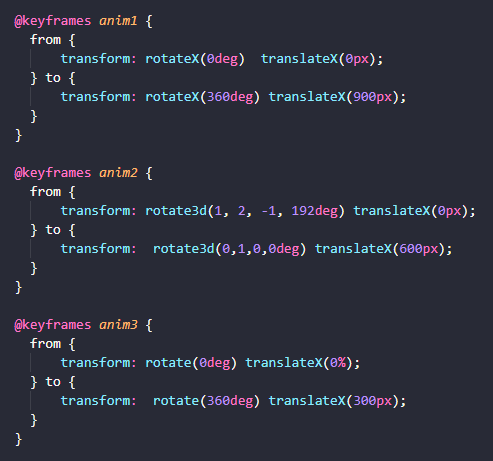 @keyframes anim1 {
  from {
      transform: rotateX(0deg)  translateX(0px);
  } to {
      transform: rotateX(360deg) translateX(900px);
  }
}

@keyframes anim2 {
  from {
      transform: rotate3d(1, 2, -1, 192deg) translateX(0px);
  } to {
      transform:  rotate3d(0,1,0,0deg) translateX(600px);
  }
}

@keyframes anim3 {
  from {
      transform: rotate(0deg) translateX(0%);
  } to {
      transform:  rotate(360deg) translateX(300px);
  }
}